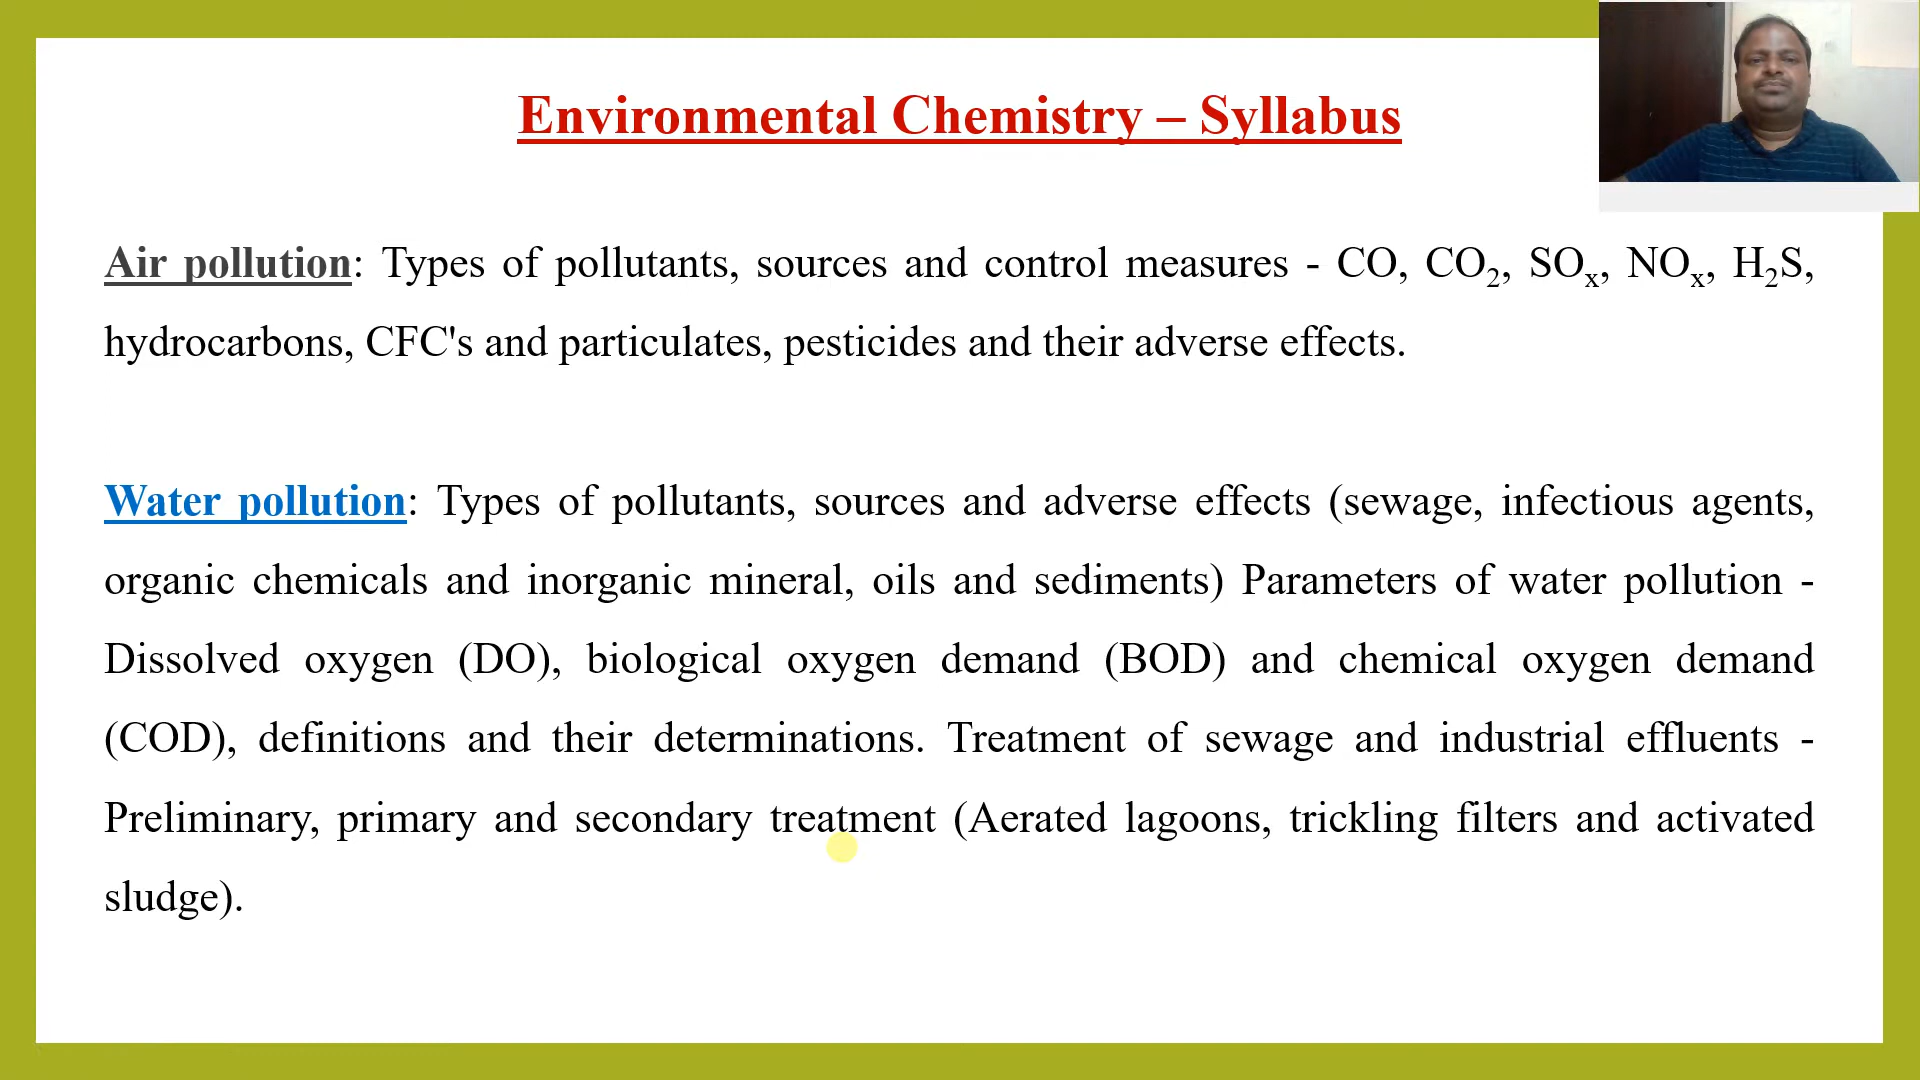 Environmental Chemistry – Syllabus
Air pollution: Types of pollutants, sources and control measures - CO, CO₂, SOₓ, NOₓ, H₂S,
hydrocarbons, CFC's and particulates, pesticides and their adverse effects.
Water pollution: Types of pollutants, sources and adverse effects (sewage, infectious agents,
organic chemicals and inorganic mineral, oils and sediments) Parameters of water pollution -
Dissolved oxygen (DO), biological oxygen demand (BOD) and chemical oxygen demand
(COD), definitions and their determinations. Treatment of sewage and industrial effluents -
Preliminary, primary and secondary treatment (Aerated lagoons, trickling filters and activated
sludge).